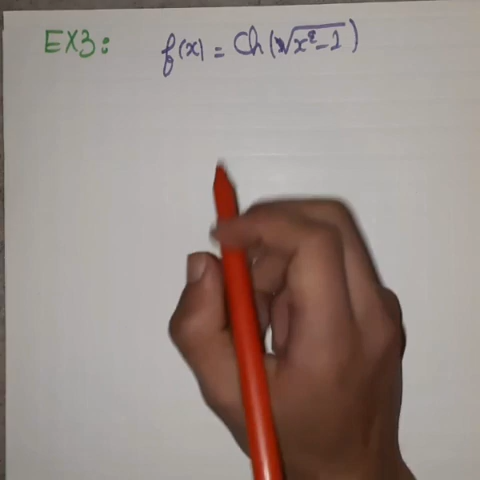 EX3: f(x) = Ch(√x²-1)